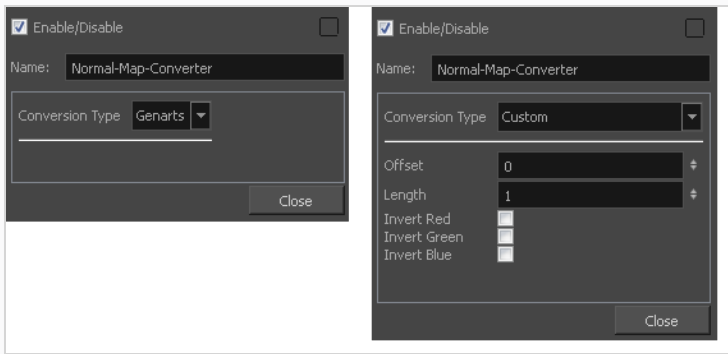 Enable/Disable
Name: Normal-Map-Converter
Conversion Type Genarts
Close
Enable/Disable
Name: Normal-Map-Converter
Conversion Type Custom
Offset 0
Length 1
Invert Red
Invert Green
Invert Blue
Close